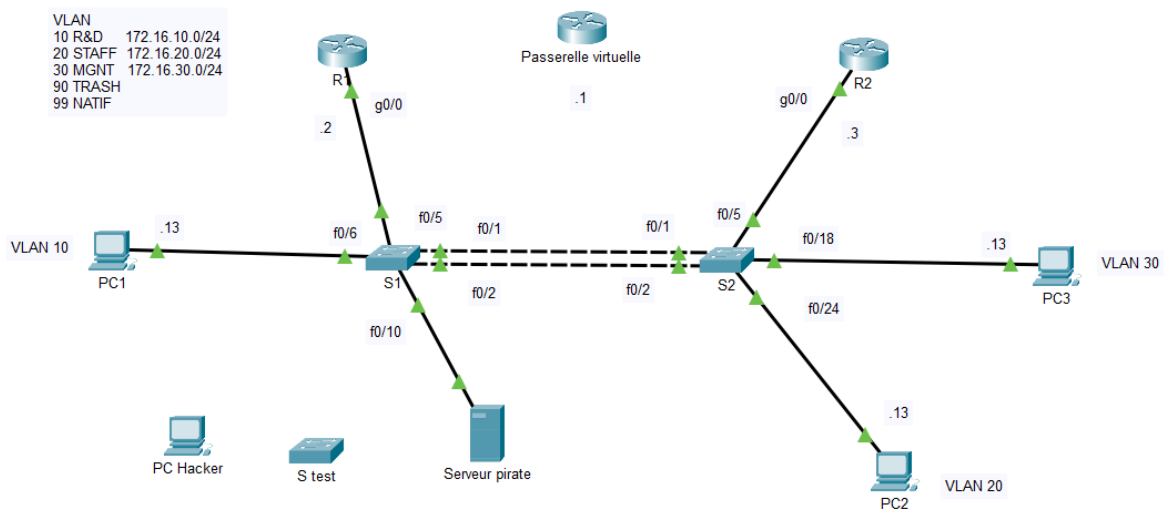 VLAN
10 R&D 172.16.10.0/24
20 STAFF 172.16.20.0/24
30 MGNT 172.16.30.0/24
90 TRASH
99 NATIF
R1
g0/0
.2
Passerelle virtuelle
.1
R2
g0/0
.3
VLAN 10
PC1
.13
f0/6
f0/5
f0/1
S1
f0/2
f0/10
f0/1
f0/5
f0/2
S2
f0/18
f0/24
.13
PC3
VLAN 30
PC Hacker
S test
Serveur pirate
.13
PC2
VLAN 20